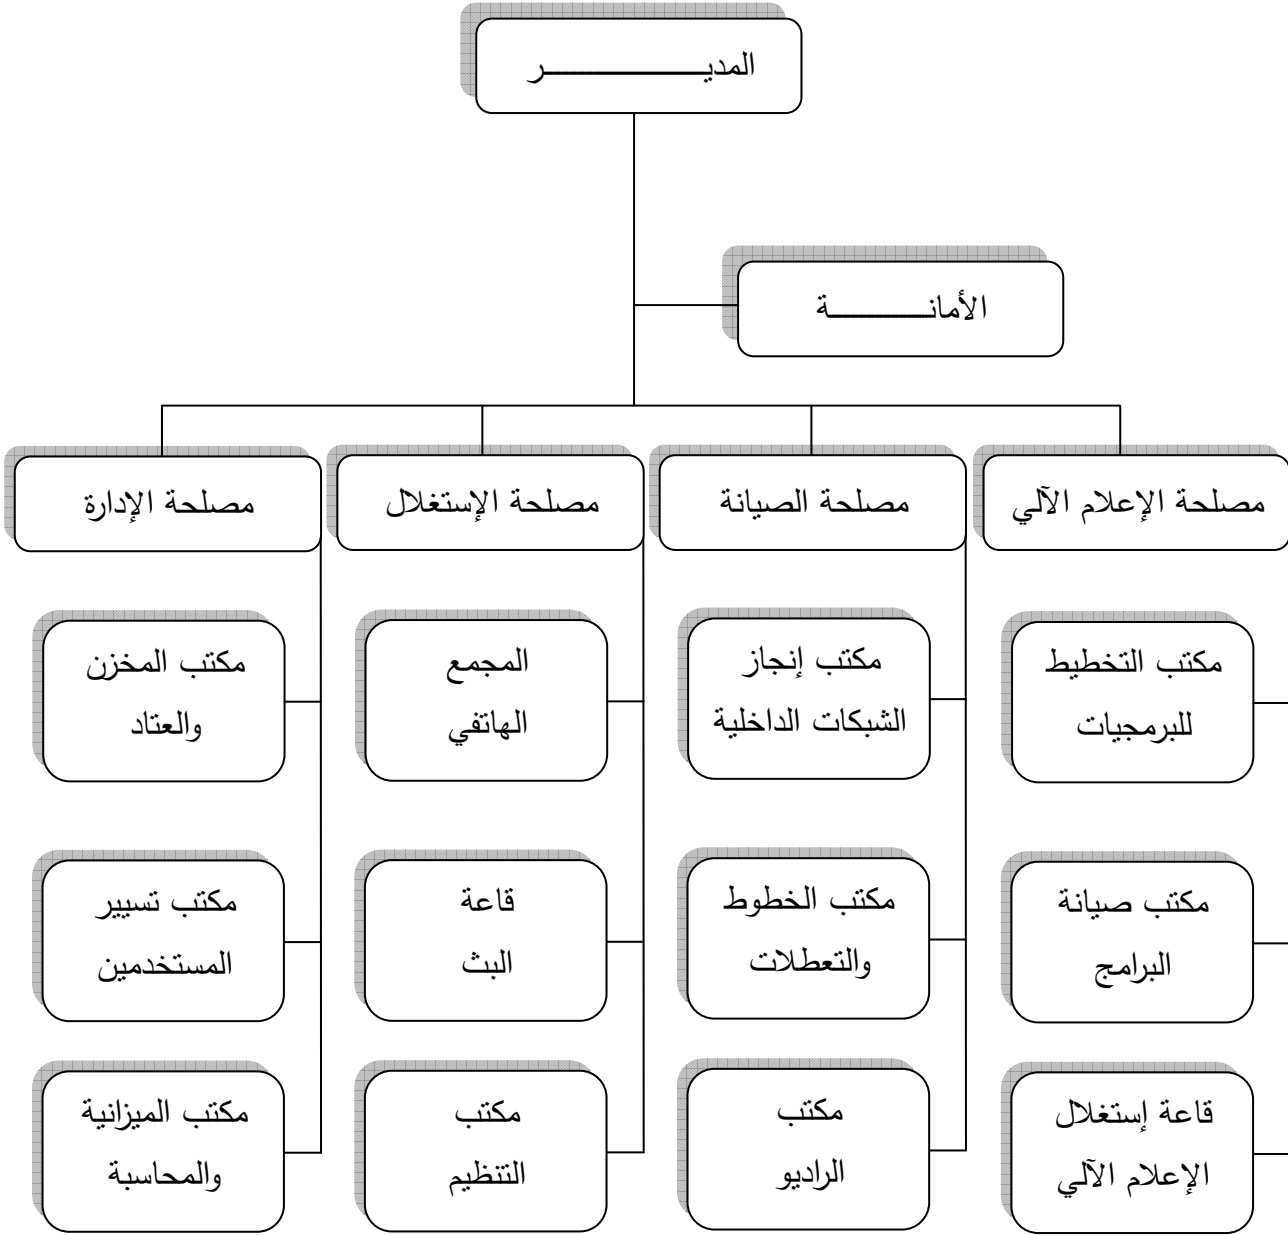 المديـــــــــــــر
الأمانـــــــــة
مصلحة الإعلام الآلي
مصلحة الصيانة
مصلحة الإستغلال
مصلحة الإدارة
مكتب التخطيط
للبرمجيات
مكتب إنجاز
الشبكات الداخلية
المجمع
الهاتفي
مكتب المخزن
والعتاد
مكتب صيانة
البرامج
مكتب الخطوط
والتعطلات
قاعة
البث
مكتب تسيير
المستخدمين
قاعة إستغلال
الإعلام الآلي
مكتب
الراديو
مكتب
التنظيم
مكتب الميزانية
والمحاسبة